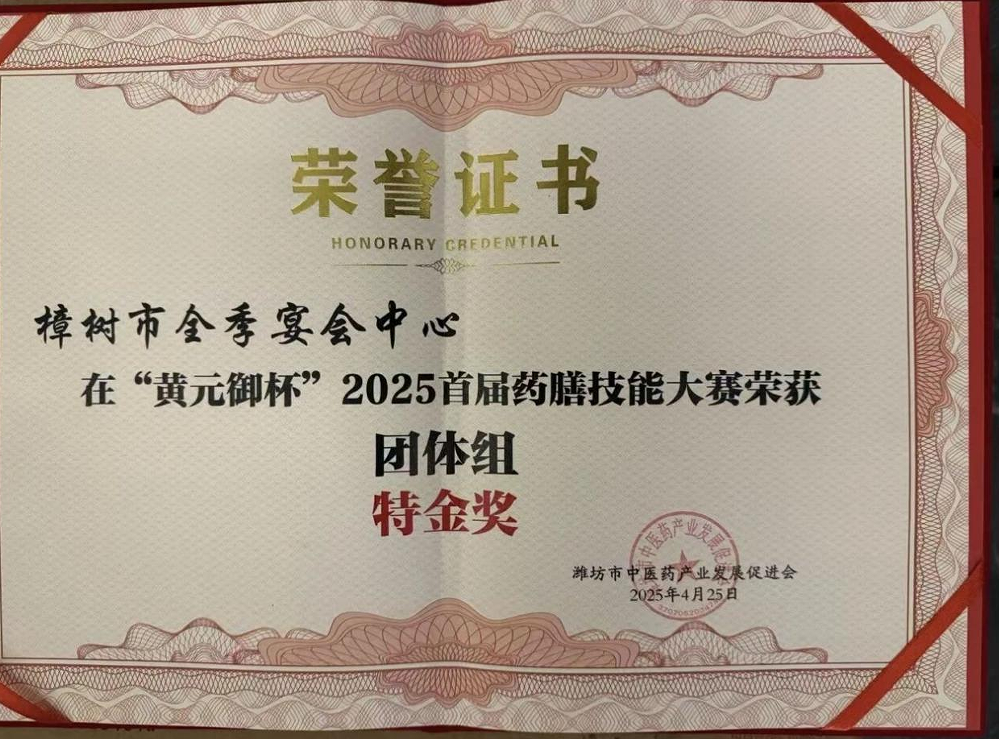 荣誉证书
HONORARY CREDENTIAL
樟树市全季宴会中心
在“黄元御杯”2025首届药膳技能大赛荣获
团体组
特金奖
潍坊市中医药产业发展促进会
2025年4月25日